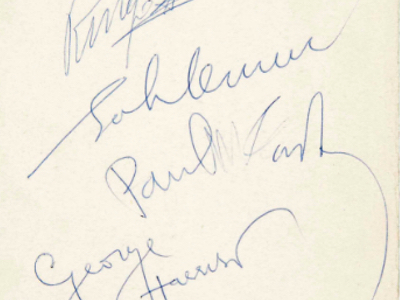 Ringo
John Lennon
Paul McCartney
George
Harrison